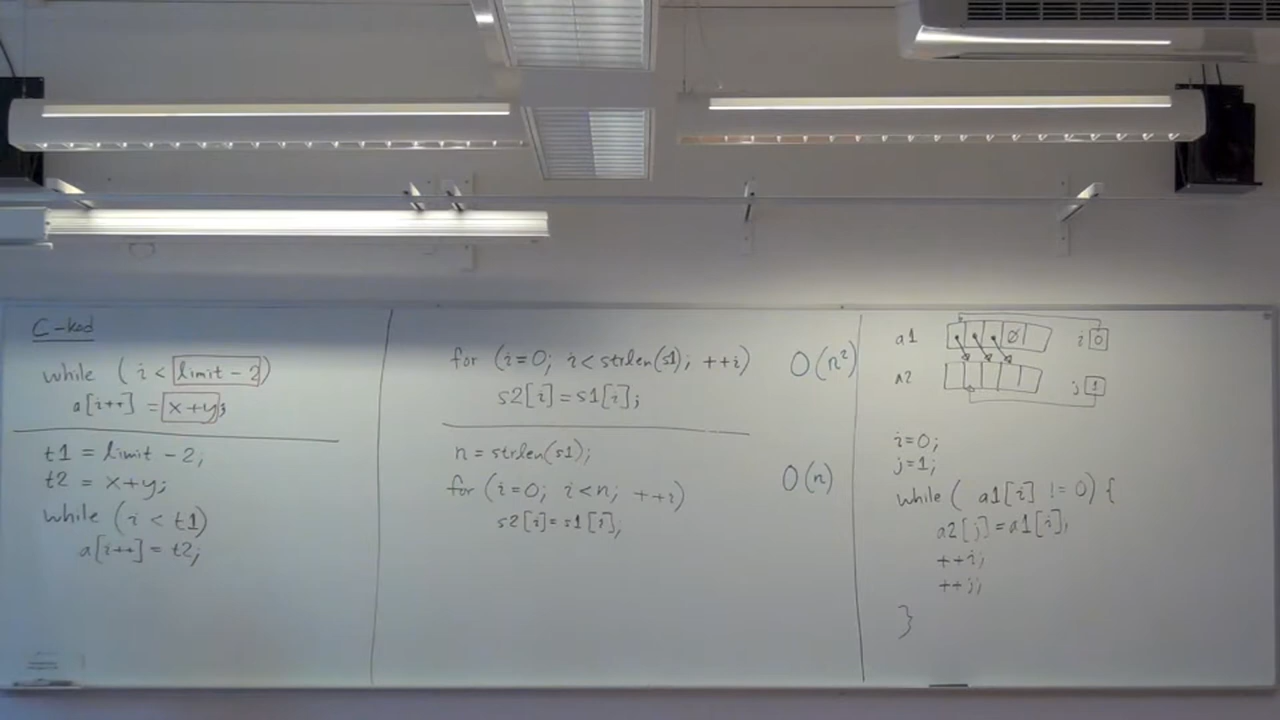 C-kod
while (i < limit - 2)
a[i++] = x+y;
t1 = limit - 2;
t2 = x+y;
while (i < t1)
a[i++] = t2;
for (i=0; i<strlen(s1); ++i)
s2[i]=s1[i];
O(n²)
n = strlen(s1);
for (i=0; i<n; ++i)
s2[i]=s1[i];
O(n)
a1 0 i 0
a2 j 1
i=0;
j=1;
while ( a1[i] != 0) {
a2[j]=a1[i];
++i;
++j;
}